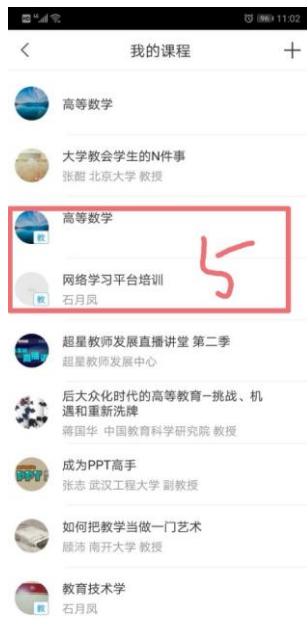 HD 4G 96% 11:02
我的课程
高等数学
大学教会学生的N件事
张酣 北京大学 教授
高等数学
教
5
网络学习平台培训
教
石月凤
超星教师发展直播讲堂 第二季
超星教师发展中心
后大众化时代的高等教育—挑战、机
遇和重新洗牌
蒋国华 中国教育科学研究院 教授
成为PPT高手
张志 武汉工程大学 副教授
如何把教学当做一门艺术
顾沛 南开大学 教授
教育技术学
教
石月凤